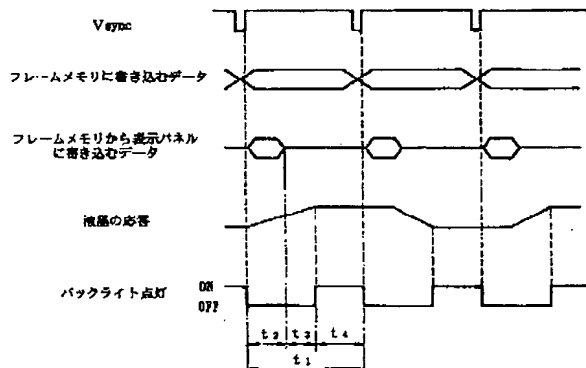 Vsync
フレームメモリに書き込むデータ
フレームメモリから表示パネル
に書き込むデータ
液晶の応答
バックライト点灯
ON
OFF
t2 t3 t4
t1